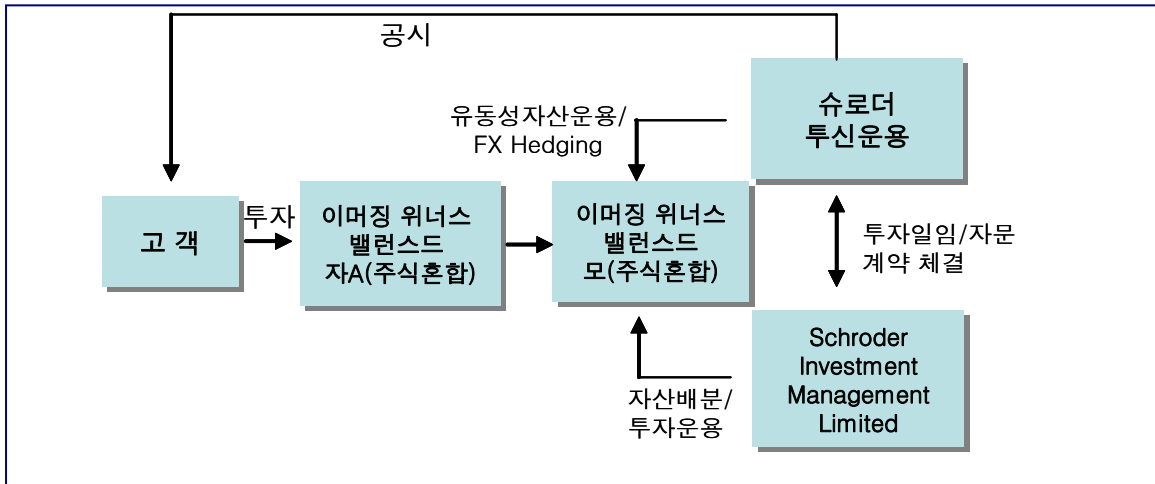 공시
슈로더
투신운용
유동성자산운용/
FX Hedging
고 객
투자
이머징 위너스
밸런스드
자A(주식혼합)
이머징 위너스
밸런스드
모(주식혼합)
투자일임/자문
계약 체결
Schroder
Investment
Management
Limited
자산배분/
투자운용